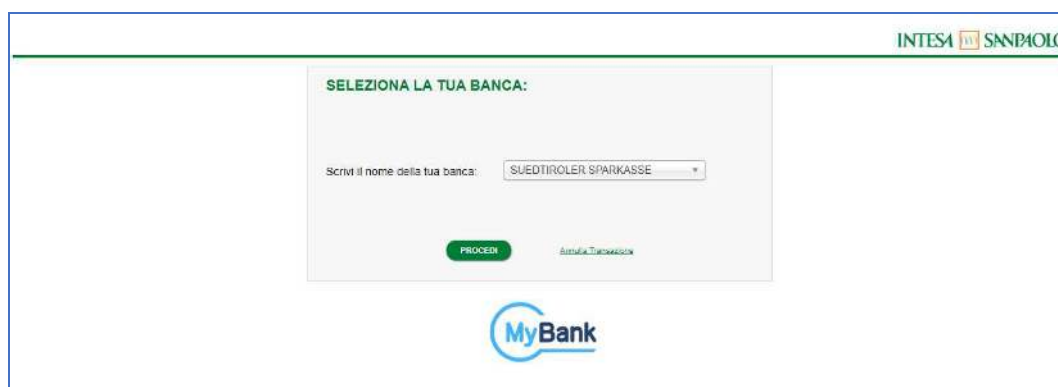 INTESA SANPAOLO
SELEZIONA LA TUA BANCA:
Scrivi il nome della tua banca: SUEDTIROLER SPARKASSE
PROCEDI Annulla Transazione
MyBank